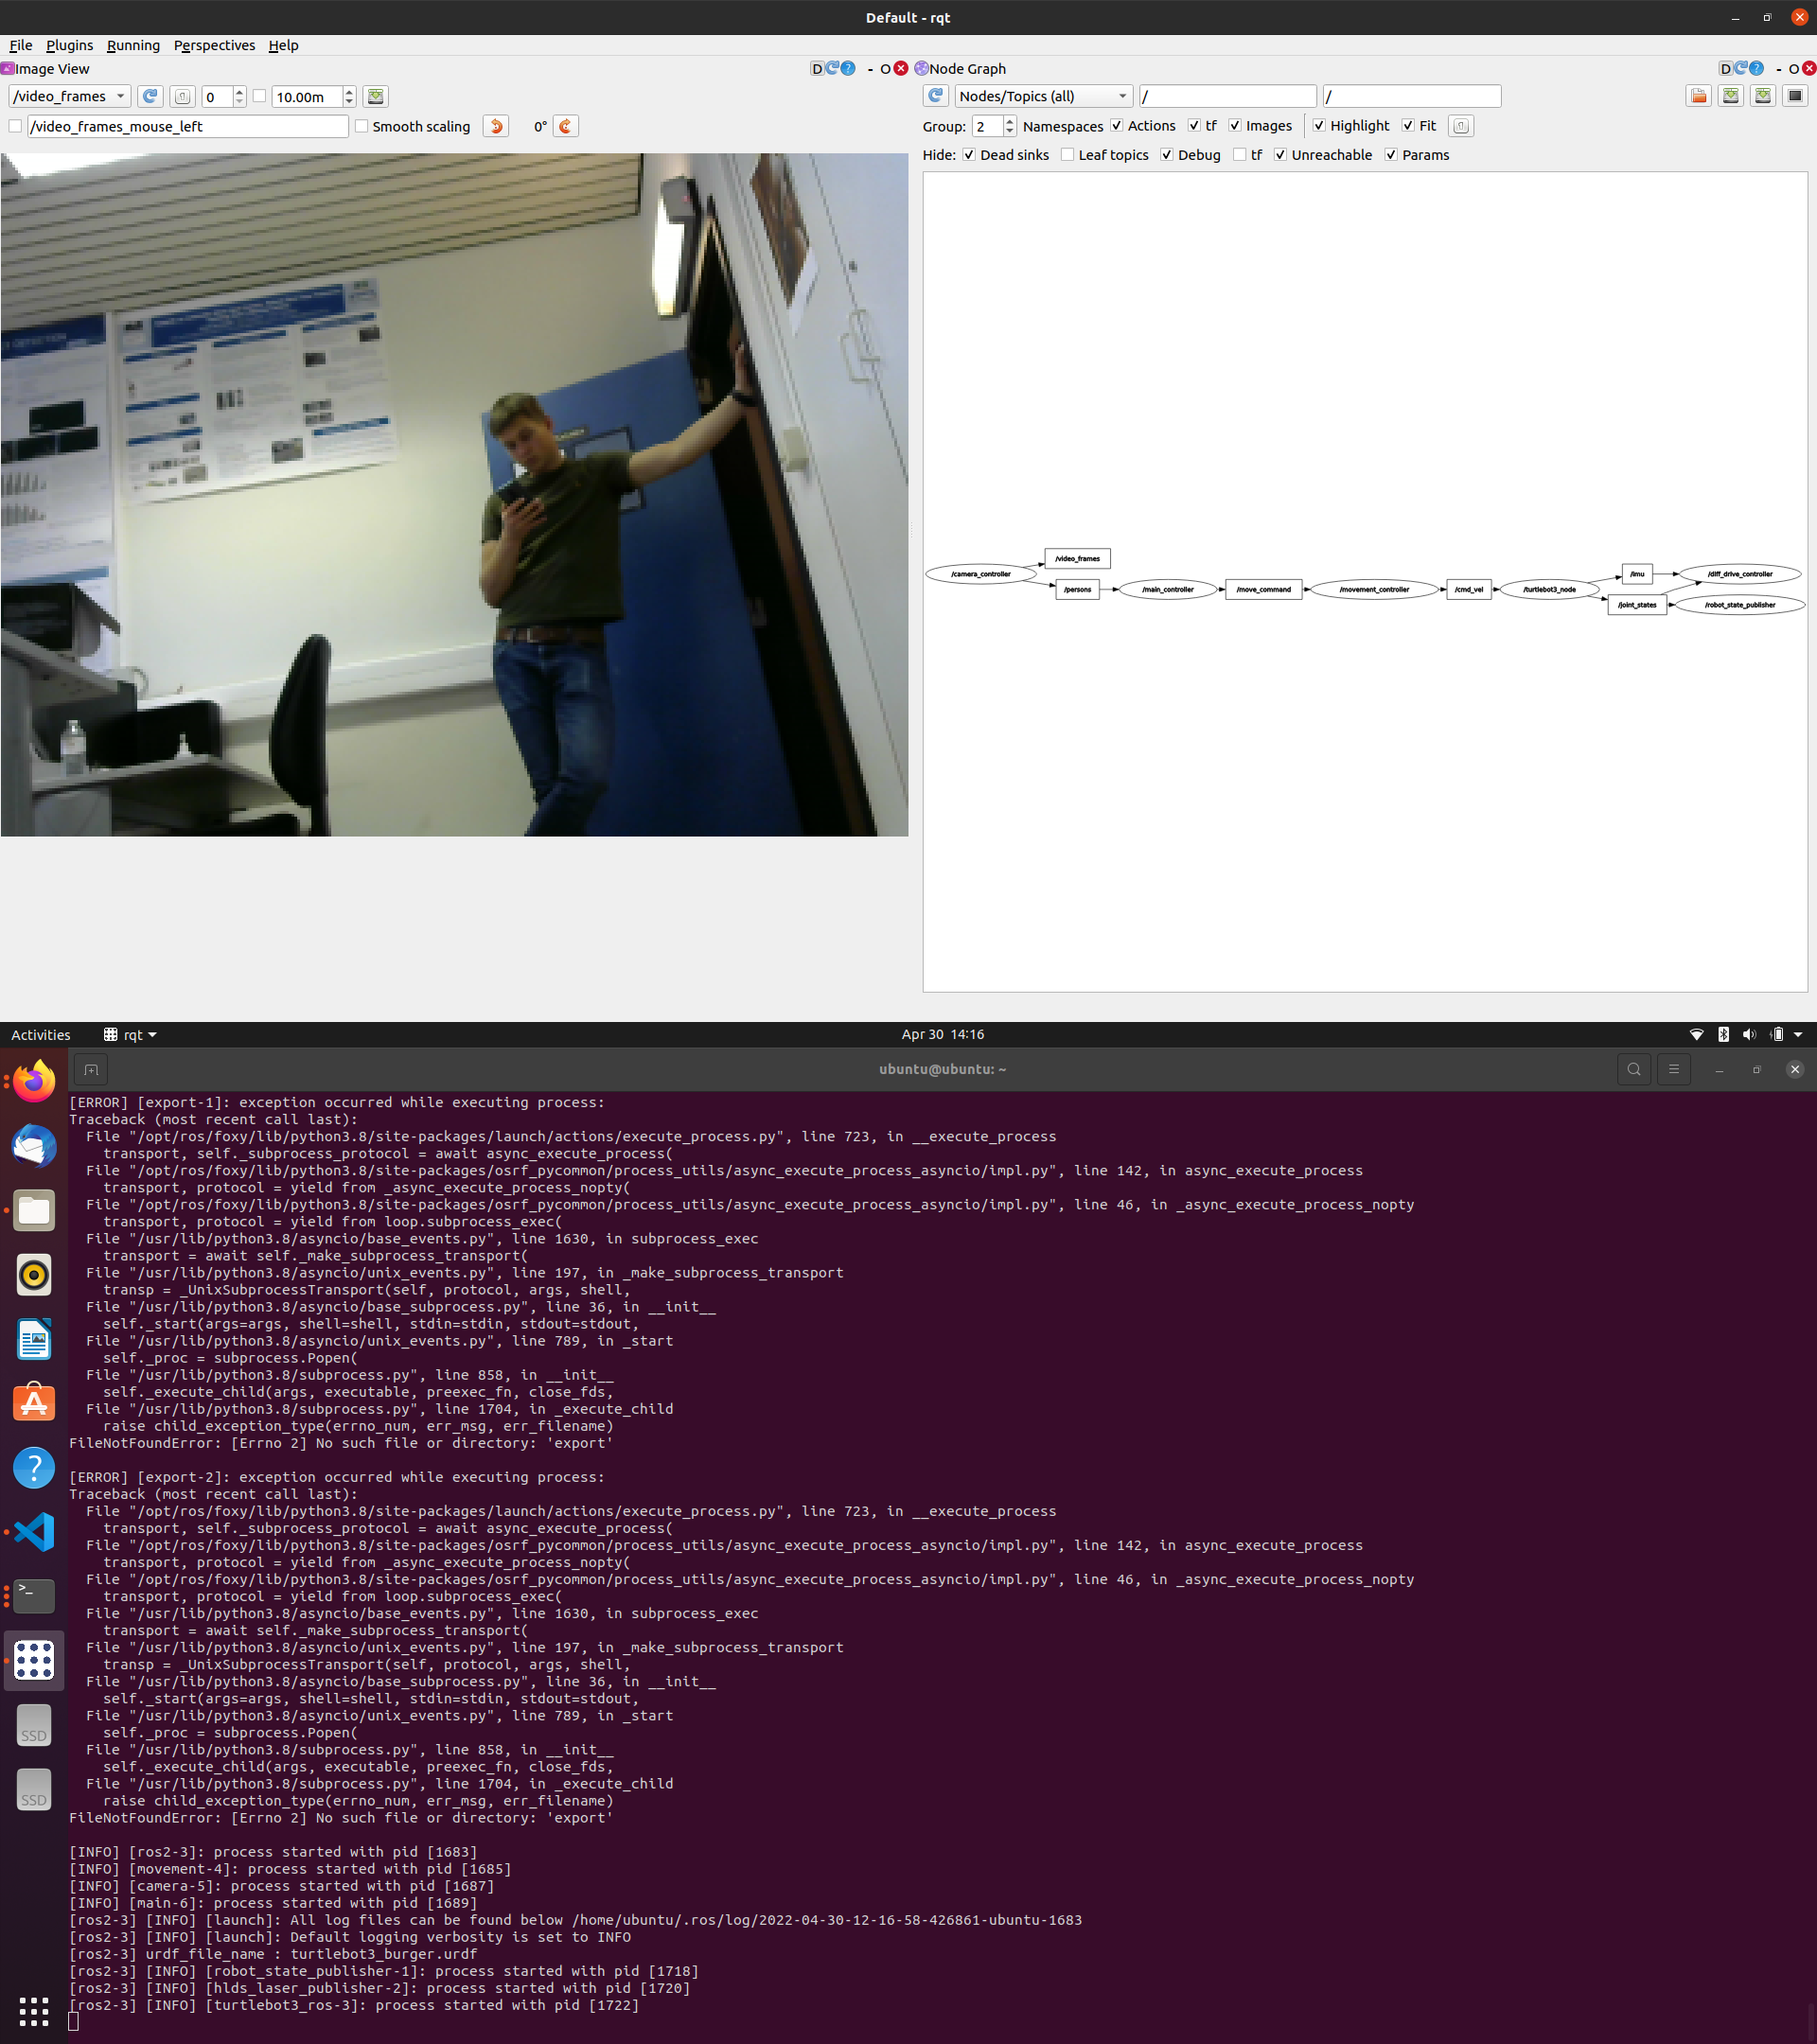 Default - rqt
File Plugins Running Perspectives Help
Image View D - O
/video_frames 0 10.00m
/video_frames_mouse_left Smooth scaling 0°
Node Graph D - O
Nodes/Topics (all) / /
Group: 2 Namespaces Actions tf Images Highlight Fit
Hide: Dead sinks Leaf topics Debug tf Unreachable Params
/camera_controller
/video_frames
/persons
/main_controller
/move_command
/movement_controller
/cmd_vel
/turtlebot3_node
/imu
/joint_states
/diff_drive_controller
/robot_state_publisher
Activities rqt Apr 30 14:16
ubuntu@ubuntu: ~
[ERROR] [export-1]: exception occurred while executing process:
Traceback (most recent call last):
File "/opt/ros/foxy/lib/python3.8/site-packages/launch/actions/execute_process.py", line 723, in __execute_process
transport, self._subprocess_protocol = await async_execute_process(
File "/opt/ros/foxy/lib/python3.8/site-packages/osrf_pycommon/process_utils/async_execute_process_asyncio/impl.py", line 142, in async_execute_process
transport, protocol = yield from _async_execute_process_nopty(
File "/opt/ros/foxy/lib/python3.8/site-packages/osrf_pycommon/process_utils/async_execute_process_asyncio/impl.py", line 46, in _async_execute_process_nopty
transport, protocol = yield from loop.subprocess_exec(
File "/usr/lib/python3.8/asyncio/base_events.py", line 1630, in subprocess_exec
transport = await self._make_subprocess_transport(
File "/usr/lib/python3.8/asyncio/unix_events.py", line 197, in _make_subprocess_transport
transp = _UnixSubprocessTransport(self, protocol, args, shell,
File "/usr/lib/python3.8/asyncio/base_subprocess.py", line 36, in __init__
self._start(args=args, shell=shell, stdin=stdin, stdout=stdout,
File "/usr/lib/python3.8/asyncio/unix_events.py", line 789, in _start
self._proc = subprocess.Popen(
File "/usr/lib/python3.8/subprocess.py", line 858, in __init__
self._execute_child(args, executable, preexec_fn, close_fds,
File "/usr/lib/python3.8/subprocess.py", line 1704, in _execute_child
raise child_exception_type(errno_num, err_msg, err_filename)
FileNotFoundError: [Errno 2] No such file or directory: 'export'
[ERROR] [export-2]: exception occurred while executing process:
Traceback (most recent call last):
File "/opt/ros/foxy/lib/python3.8/site-packages/launch/actions/execute_process.py", line 723, in __execute_process
transport, self._subprocess_protocol = await async_execute_process(
File "/opt/ros/foxy/lib/python3.8/site-packages/osrf_pycommon/process_utils/async_execute_process_asyncio/impl.py", line 142, in async_execute_process
transport, protocol = yield from _async_execute_process_nopty(
File "/opt/ros/foxy/lib/python3.8/site-packages/osrf_pycommon/process_utils/async_execute_process_asyncio/impl.py", line 46, in _async_execute_process_nopty
transport, protocol = yield from loop.subprocess_exec(
File "/usr/lib/python3.8/asyncio/base_events.py", line 1630, in subprocess_exec
transport = await self._make_subprocess_transport(
File "/usr/lib/python3.8/asyncio/unix_events.py", line 197, in _make_subprocess_transport
transp = _UnixSubprocessTransport(self, protocol, args, shell,
File "/usr/lib/python3.8/asyncio/base_subprocess.py", line 36, in __init__
self._start(args=args, shell=shell, stdin=stdin, stdout=stdout,
File "/usr/lib/python3.8/asyncio/unix_events.py", line 789, in _start
self._proc = subprocess.Popen(
File "/usr/lib/python3.8/subprocess.py", line 858, in __init__
self._execute_child(args, executable, preexec_fn, close_fds,
File "/usr/lib/python3.8/subprocess.py", line 1704, in _execute_child
raise child_exception_type(errno_num, err_msg, err_filename)
FileNotFoundError: [Errno 2] No such file or directory: 'export'
[INFO] [ros2-3]: process started with pid [1683]
[INFO] [movement-4]: process started with pid [1685]
[INFO] [camera-5]: process started with pid [1687]
[INFO] [main-6]: process started with pid [1689]
[ros2-3] [INFO] [launch]: All log files can be found below /home/ubuntu/.ros/log/2022-04-30-12-16-58-426861-ubuntu-1683
[ros2-3] [INFO] [launch]: Default logging verbosity is set to INFO
[ros2-3] urdf_file_name : turtlebot3_burger.urdf
[ros2-3] [INFO] [robot_state_publisher-1]: process started with pid [1718]
[ros2-3] [INFO] [hlds_laser_publisher-2]: process started with pid [1720]
[ros2-3] [INFO] [turtlebot3_ros-3]: process started with pid [1722]
SSD
SSD